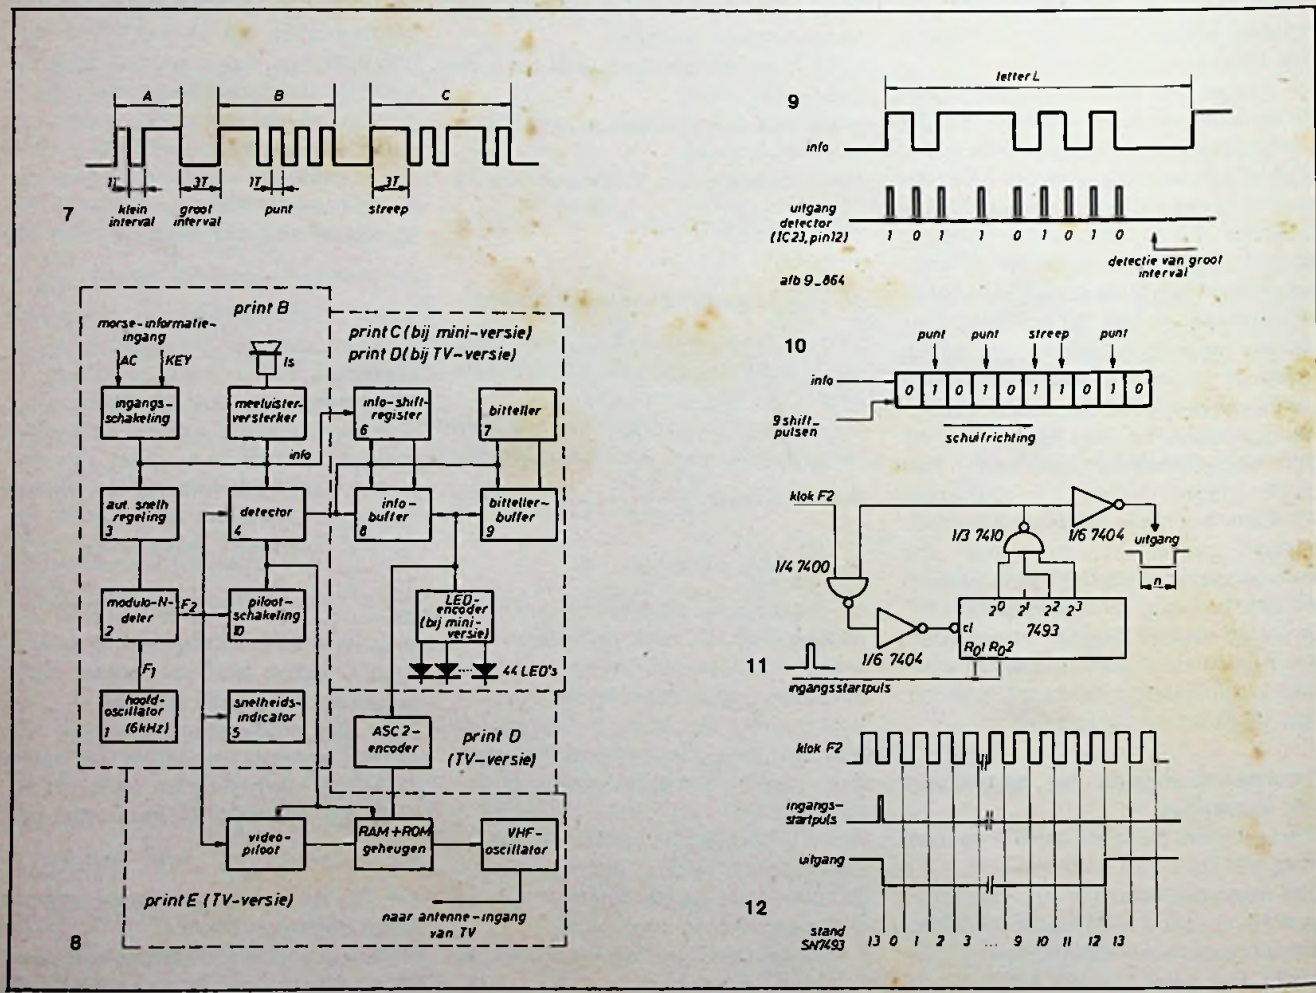 A
B
C
1T
3T
1T
3T
klein
interval
groot
interval
punt
streep
7
print B
morse-informatie-
ingang
AC
KEY
ls
ingangs-
schakeling
meeluister-
versterker
info
aut. snelh
regeling
3
detector
4
modulo-N-
deler
2
F2
piloot-
schakeling
10
F1
hoofd-
oscillator
1 (6kHz)
snelheids-
indicator
5
print C (bij mini-versie)
print D (bij TV-versie)
info-shift-
register
6
bitteller
7
info-
buffer
8
bitteller-
buffer
9
LED-
encoder
(bij mini-
versie)
44 LED's
ASC2-
encoder
print D
(TV-versie)
video-
piloot
RAM+ROM
geheugen
VHF-
oscillator
print E (TV-versie)
naar antenne-ingang
van TV
8
9
letter L
info
uitgang
detector
(IC23, pin12)
1 0 1 1 0 1 0 1 0
detectie van groot
interval
afb 9_864
10
punt punt streep punt
info
0 1 0 1 0 1 1 0 1 0
9 shift_
pulsen
schuifrichting
klok F2
1/4 7400
1/3 7410
1/6 7404
uitgang
n
1/6 7404
2⁰ 2¹ 2² 2³
cl
7493
R01 R02
11
ingangsstartpuls
klok F2
ingangs-
startpuls
uitgang
12
stand
SN7493
13 0 1 2 3 ... 9 10 11 12 13